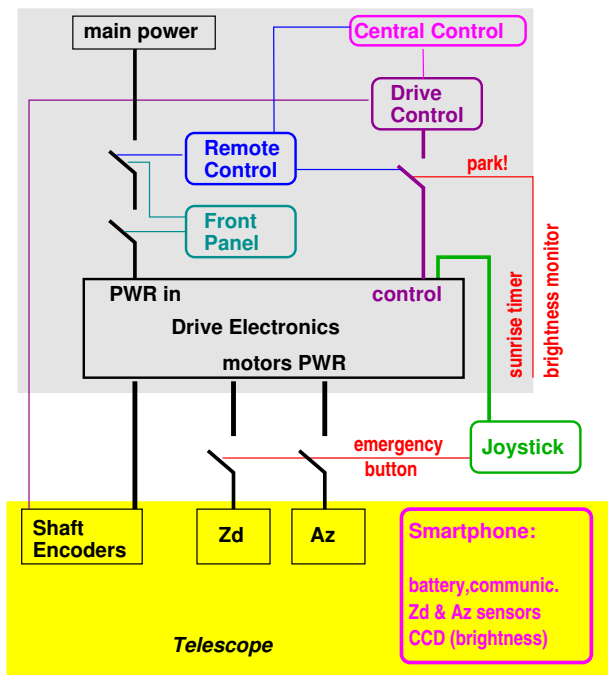 main power
Central Control
Drive
Control
Remote
Control
park!
Front
Panel
PWR in
control
Drive Electronics
motors PWR
sunrise timer
brightness monitor
emergency
button
Joystick
Shaft
Encoders
Zd
Az
Smartphone:
battery,communic.
Zd & Az sensors
CCD (brightness)
Telescope